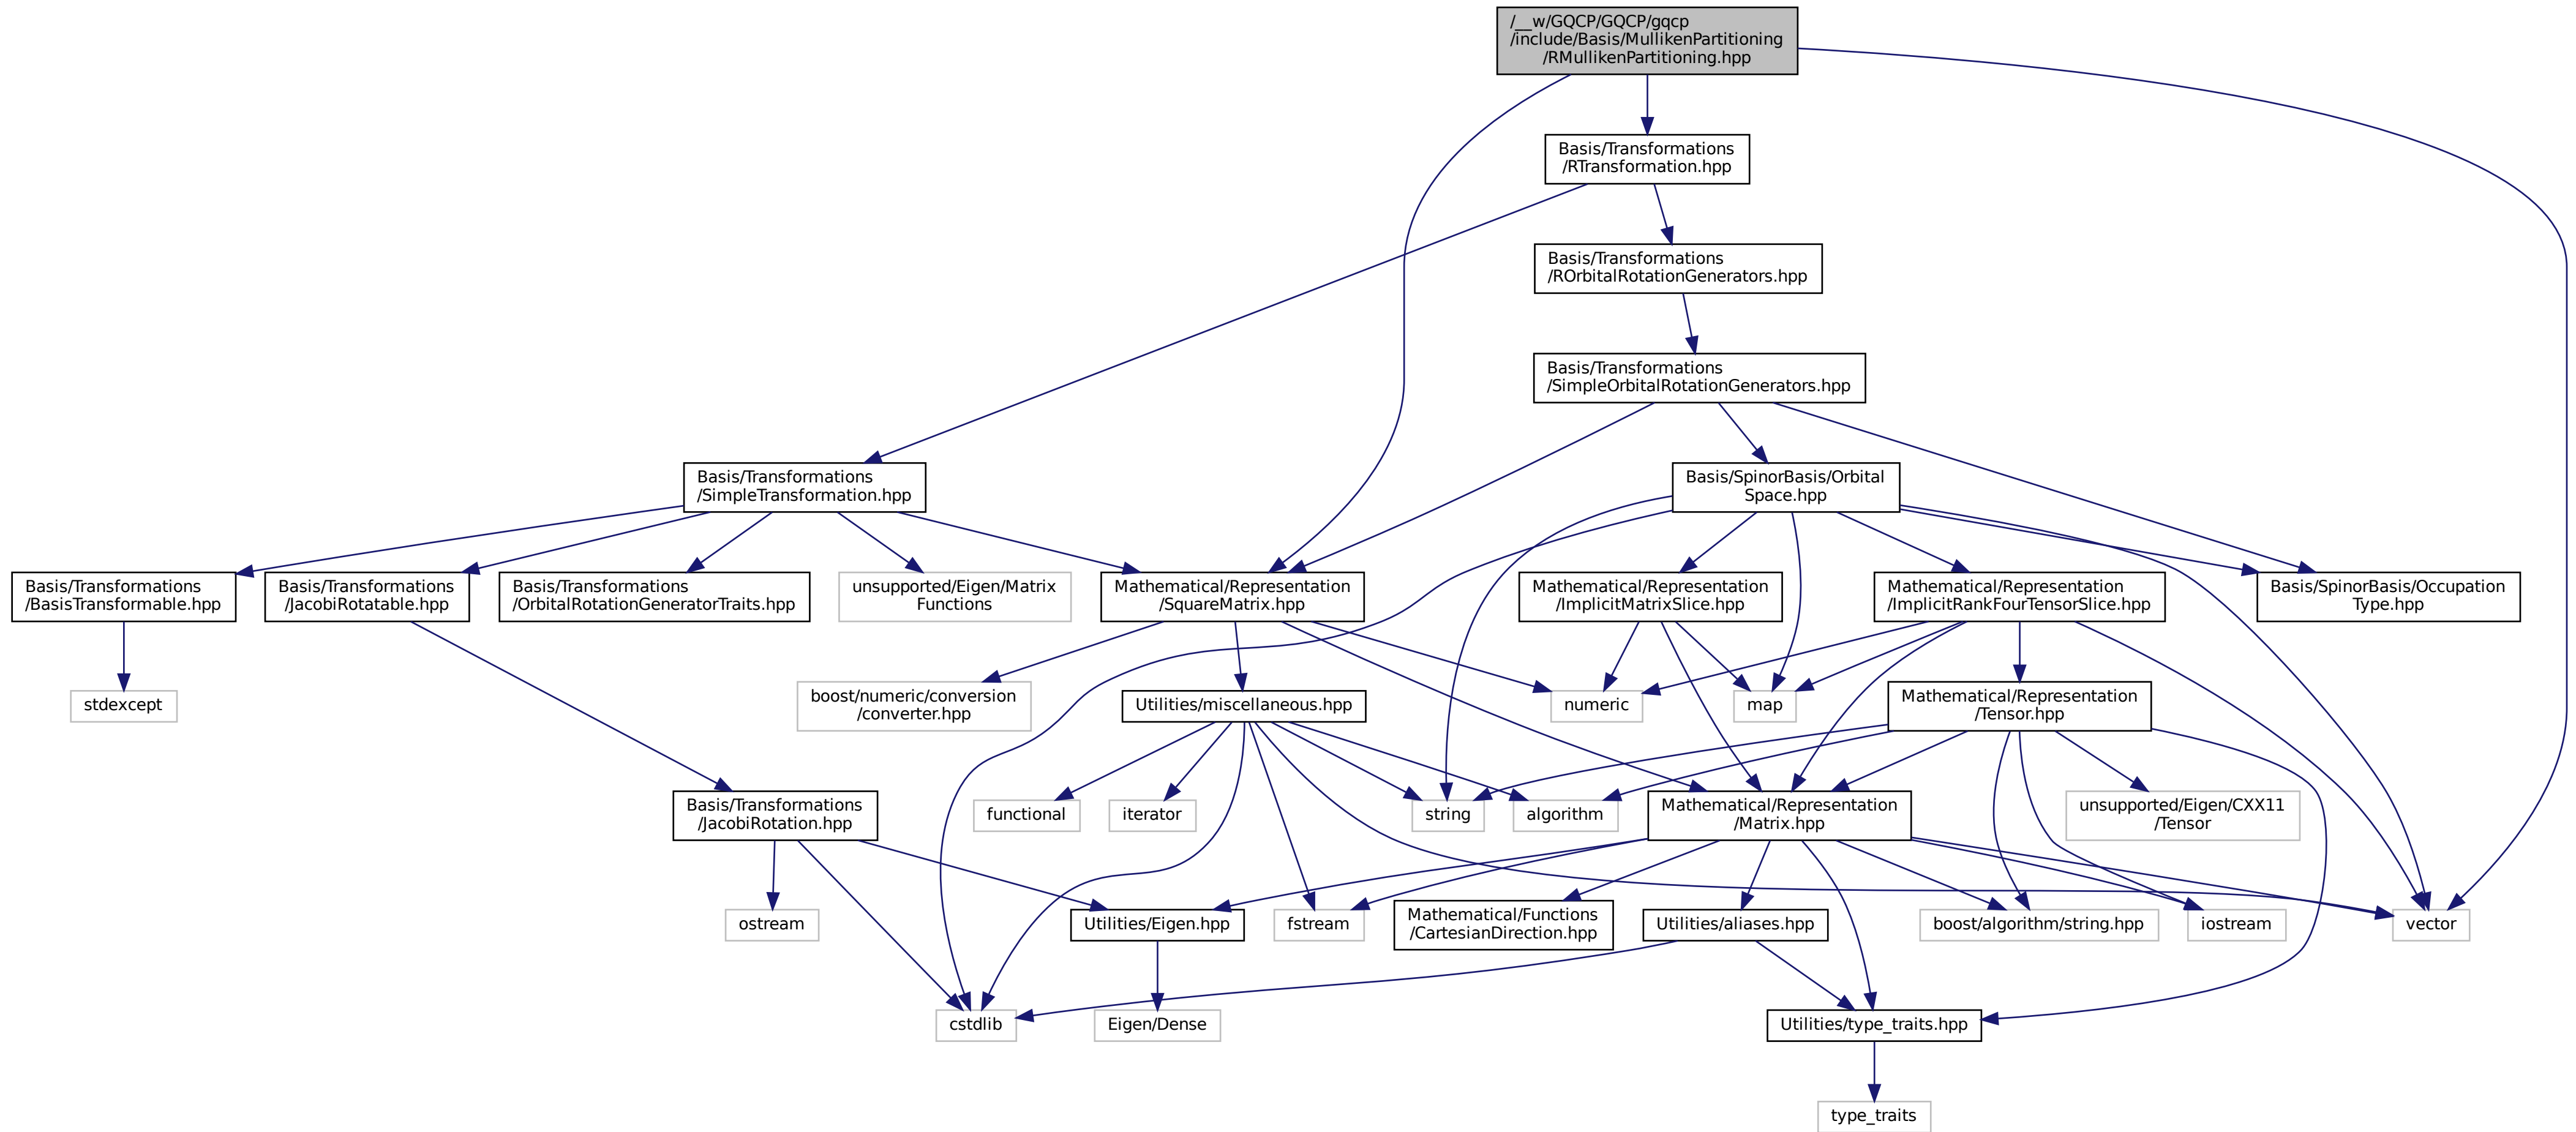 /__w/GQCP/GQCP/gqcp
/include/Basis/MullikenPartitioning
/RMullikenPartitioning.hpp
Basis/Transformations
/RTransformation.hpp
Basis/Transformations
/ROrbitalRotationGenerators.hpp
Basis/Transformations
/SimpleOrbitalRotationGenerators.hpp
Basis/Transformations
/SimpleTransformation.hpp
Basis/SpinorBasis/Orbital
Space.hpp
Basis/Transformations
/BasisTransformable.hpp
Basis/Transformations
/JacobiRotatable.hpp
Basis/Transformations
/OrbitalRotationGeneratorTraits.hpp
unsupported/Eigen/Matrix
Functions
Mathematical/Representation
/SquareMatrix.hpp
Mathematical/Representation
/ImplicitMatrixSlice.hpp
Mathematical/Representation
/ImplicitRankFourTensorSlice.hpp
Basis/SpinorBasis/Occupation
Type.hpp
stdexcept
boost/numeric/conversion
/converter.hpp
Utilities/miscellaneous.hpp
numeric
map
Mathematical/Representation
/Tensor.hpp
Basis/Transformations
/JacobiRotation.hpp
functional
iterator
string
algorithm
Mathematical/Representation
/Matrix.hpp
unsupported/Eigen/CXX11
/Tensor
ostream
Utilities/Eigen.hpp
fstream
Mathematical/Functions
/CartesianDirection.hpp
Utilities/aliases.hpp
boost/algorithm/string.hpp
iostream
vector
cstdlib
Eigen/Dense
Utilities/type_traits.hpp
type_traits